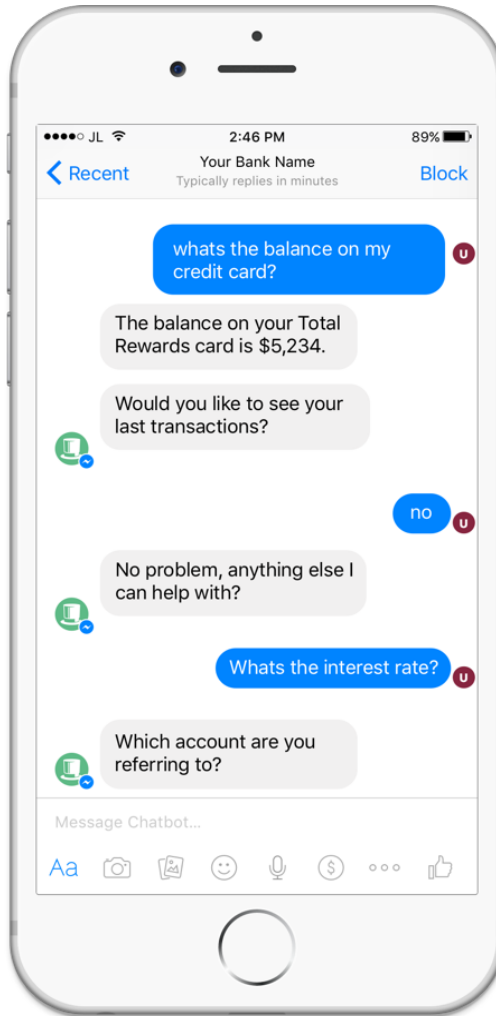 JL 2:46 PM 89%
Recent Your Bank Name Block
Typically replies in minutes
whats the balance on my
credit card?
U
The balance on your Total
Rewards card is $5,234.
Would you like to see your
last transactions?
no
U
No problem, anything else I
can help with?
Whats the interest rate?
U
Which account are you
referring to?
Message Chatbot...
Aa
$